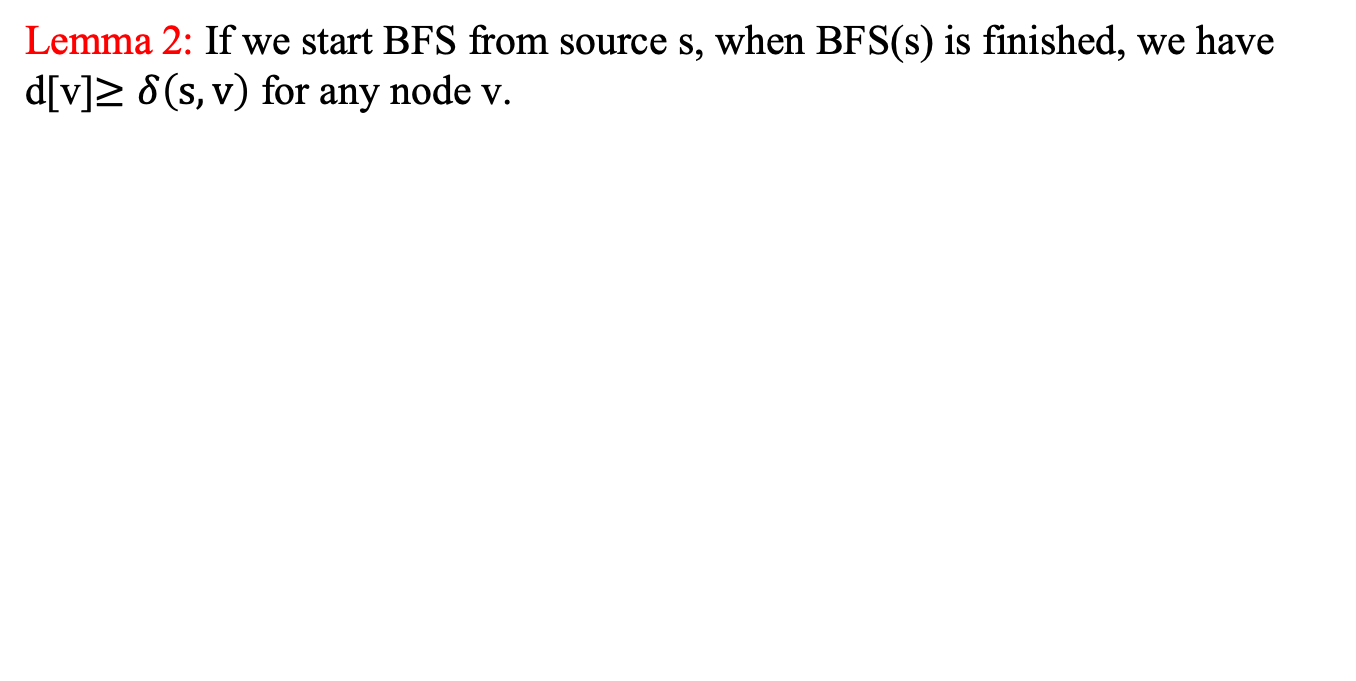 Lemma 2: If we start BFS from source s, when BFS(s) is finished, we have
d[v]≥ 𝛿(s, v) for any node v.